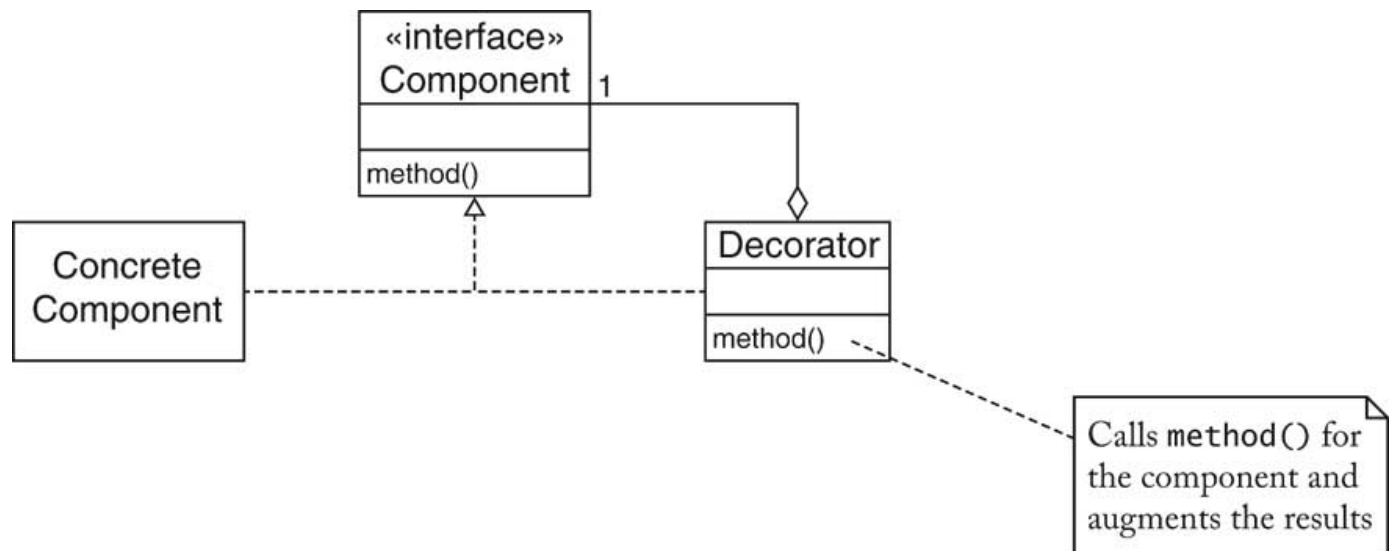 «interface»
Component
1
method()
Concrete
Component
Decorator
method()
Calls method() for
the component and
augments the results